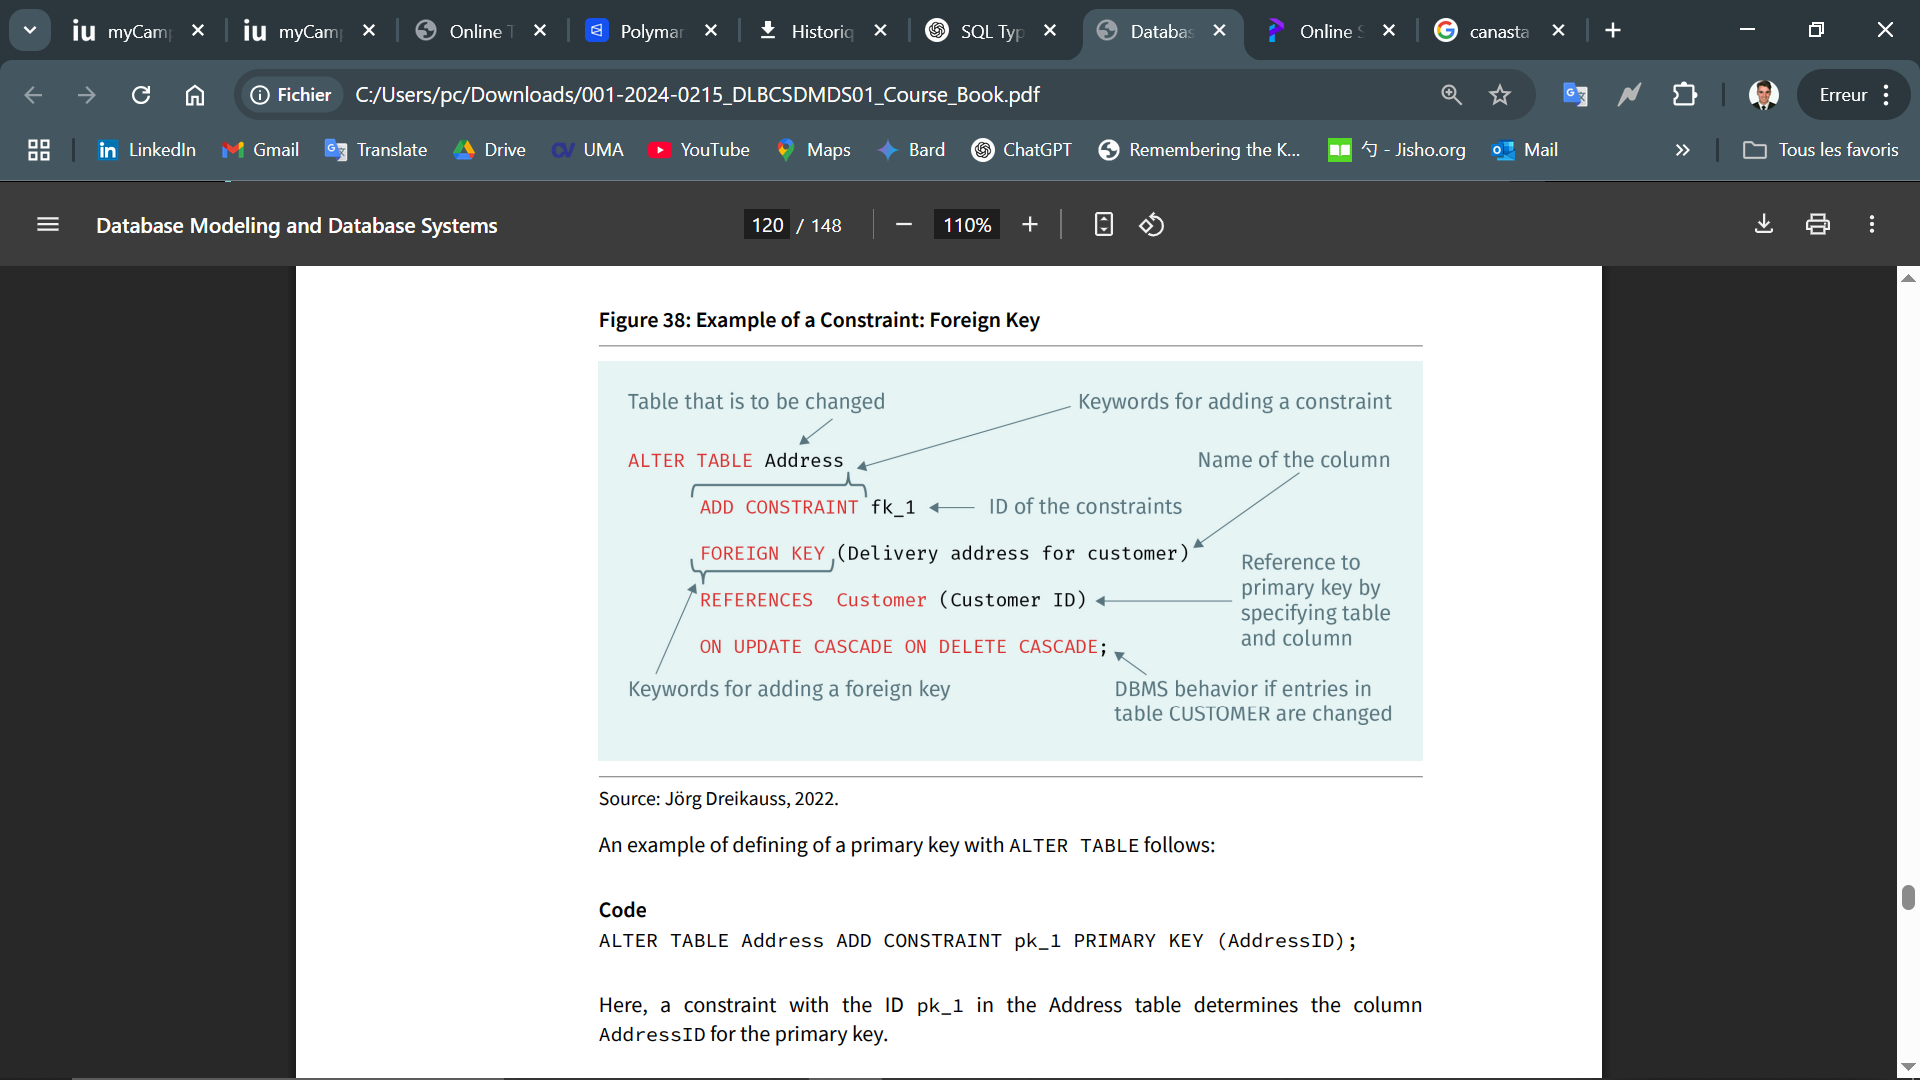 iu myCam
iu myCam
Online T
Polymar
Historiq
SQL Typ
Databas
Online S
canasta
Fichier
C:/Users/pc/Downloads/001-2024-0215_DLBCSDMDS01_Course_Book.pdf
Erreur
LinkedIn
Gmail
Translate
Drive
UMA
YouTube
Maps
Bard
ChatGPT
Remembering the K...
勹 - Jisho.org
Mail
Tous les favoris
Database Modeling and Database Systems
120 / 148
110%
Figure 38: Example of a Constraint: Foreign Key
Table that is to be changed
Keywords for adding a constraint
ALTER TABLE Address
Name of the column
ADD CONSTRAINT fk_1
ID of the constraints
FOREIGN KEY (Delivery address for customer)
Reference to
primary key by
specifying table
and column
REFERENCES Customer (Customer ID)
ON UPDATE CASCADE ON DELETE CASCADE;
Keywords for adding a foreign key
DBMS behavior if entries in
table CUSTOMER are changed
Source: Jörg Dreikauss, 2022.
An example of defining of a primary key with ALTER TABLE follows:
Code
ALTER TABLE Address ADD CONSTRAINT pk_1 PRIMARY KEY (AddressID);
Here, a constraint with the ID pk_1 in the Address table determines the column
AddressID for the primary key.